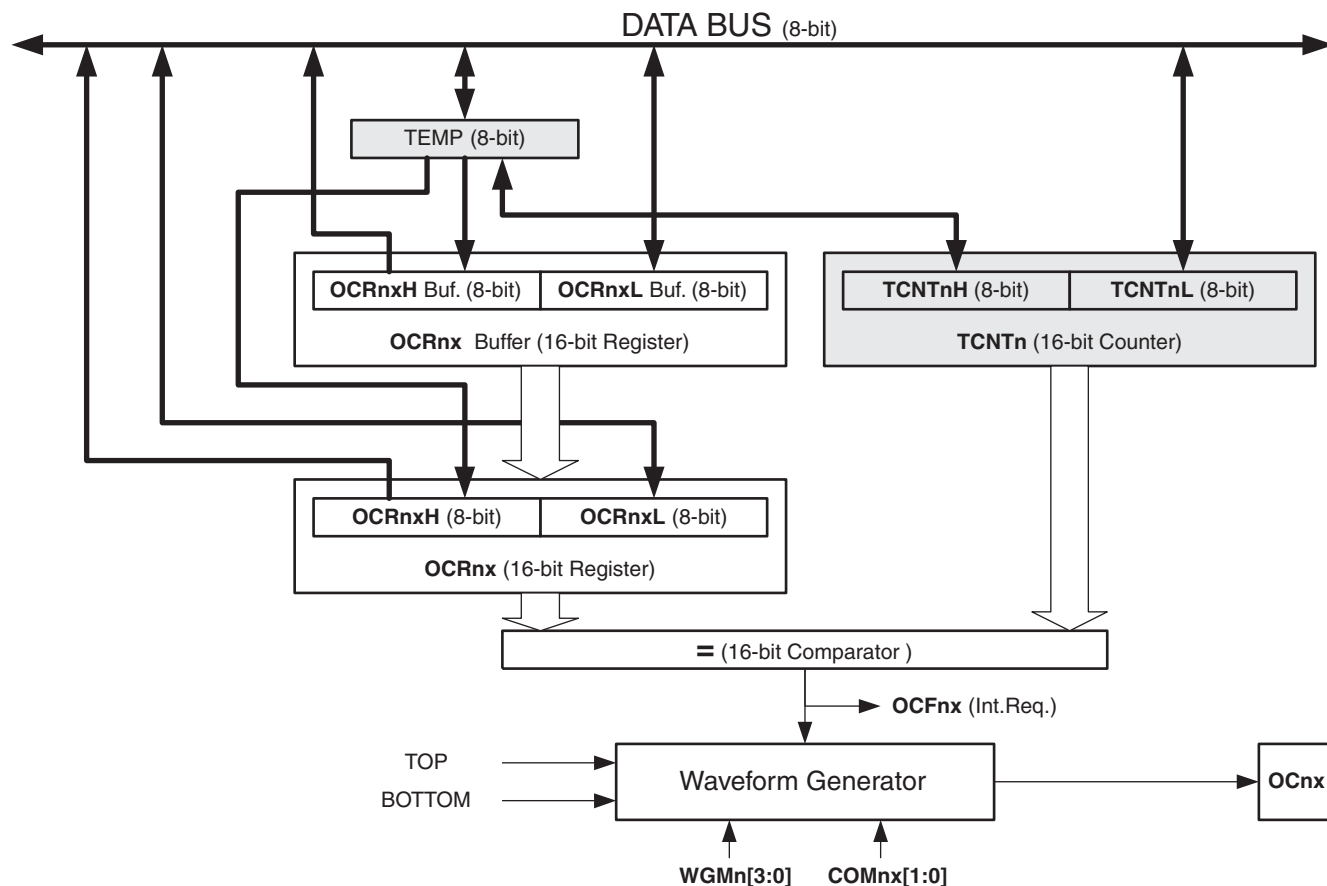 DATA BUS (8-bit)
TEMP (8-bit)
OCRnxH Buf. (8-bit) OCRnxL Buf. (8-bit)
OCRnx Buffer (16-bit Register)
TCNTnH (8-bit) TCNTnL (8-bit)
TCNTn (16-bit Counter)
OCRnxH (8-bit) OCRnxL (8-bit)
OCRnx (16-bit Register)
= (16-bit Comparator )
OCFnx (Int.Req.)
TOP
BOTTOM
Waveform Generator
OCnx
WGMn[3:0] COMnx[1:0]